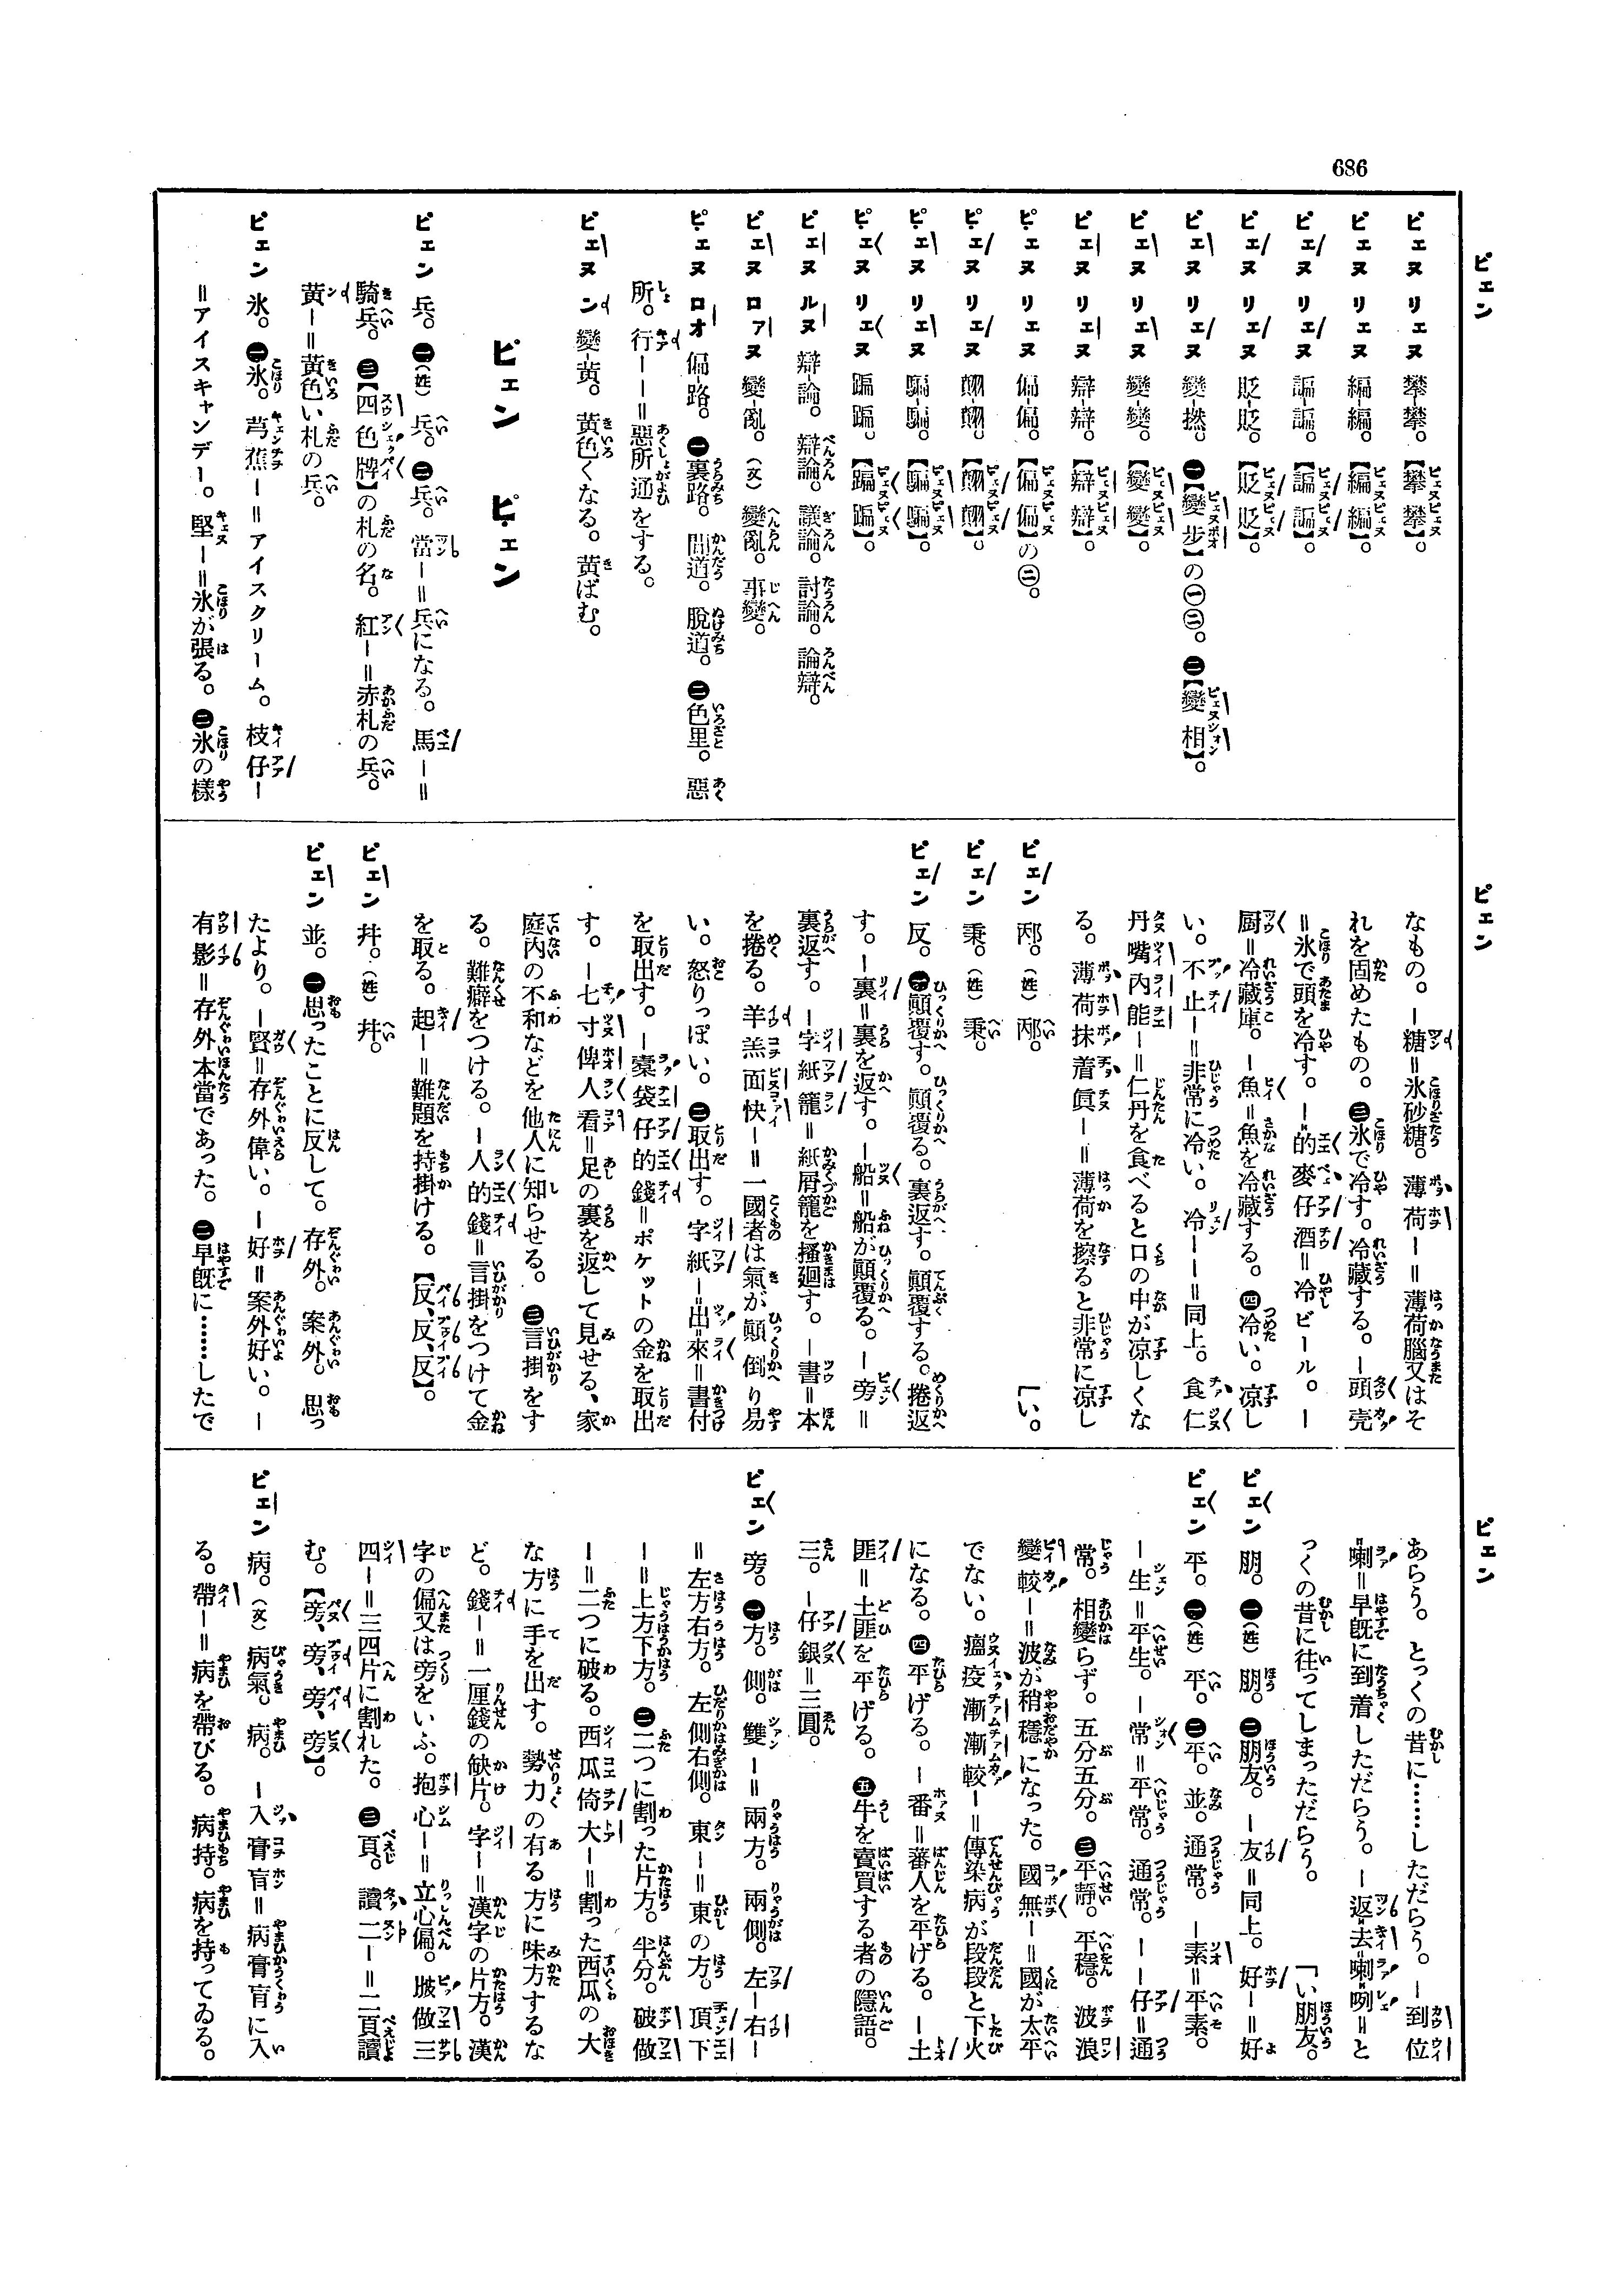 686
ピェン
ピェン
ピェン
ピェヌ リェヌ 攀-攀。【攀攀】。
ピェヌ リェヌ 編-編。【編編】。
ピェヌ リェヌ 諞-諞。【諞諞】。
ピェヌ リェヌ 貶-貶。【貶貶】。
ピェヌ リェヌ 變-撚。㊀【變步】の㊀㊁。㊁【變相】。
ピェヌ リェヌ 變-變。【變變】。
ピェヌ リェヌ 辯-辯。【辯辯】。
ピェヌ リェヌ 偏-偏。【偏偏】の㊁。
ピェヌ リェヌ 翩-翩。【翩翩】。
ピェヌ リェヌ 騙-騙。【騙騙】。
ピェヌ リェヌ 蹁-蹁。【蹁蹁】。
ピェヌ ルヌ 辯-論。辯論。議論。討論。論辯。
ピェヌ ロァヌ 變-亂。(文)變亂。事變。
ピェヌ ロオ 偏-路。㊀裏路。間道。脫道。㊁色里。惡
所。行ーー=惡所通をする。
ピェヌ ン 變-黃。黃色くなる。黃ばむ。
ピェン ピェン
ピェン 兵。㊀(姓)兵。㊁兵。當ー=兵になる。馬ー=
騎兵。㊂【四色牌】の札の名。紅ー=赤札の兵。
黃ー=黃色い札の兵。
ピェン 氷。㊀氷。芎蕉ー=アイスクリーム。枝仔ー
=アイスキャンデー。堅ー=氷が張る。㊁氷の樣
なもの。ー糖=氷砂糖。薄荷ー=薄荷腦又はそ
れを固めたもの。㊂氷で冷す。冷藏する。ー頭壳
=氷で頭を冷す。ー的麥仔酒=冷ビール。ー
厨=冷藏庫。ー魚=魚を冷藏する。㊃冷い。凉し
い。不止ー=非常に冷い。冷ーー=同上。食仁
丹嘴內能ー=仁丹を食べると口の中が凉しくな
る。薄荷抹着眞ー=薄荷を擦ると非常に凉し
ピェン 邴。(姓)邴。「い。
ピェン 秉。(姓)秉。
ピェン 反。㊀顚覆す。顚覆る。裏返す。顚覆する。捲返
す。ー裏=裏を返す。ー船=船が顚覆る。ー旁=
裏返す。ー字紙籠=紙屑籠を搔廻す。ー書=本
を捲る。羊羔面快ー=一國者は氣が顚倒り易
い。怒りっぽい。㊁取出す。字紙ー出來=書付
を取出す。ー橐袋仔的錢=ポケットの金を取出
す。ー七寸俾人看=足の裏を返して見せる、家
庭內の不和などを他人に知らせる。㊂言掛をす
る。難癖をつける。ー人的錢=言掛をつけて金
を取る。起ー=難題を持掛ける。【反、反、反】。
ピェン 幷。(姓)幷。
ピェン 並。㊀思ったことに反して。存外。案外。思っ
たより。ー賢=存外偉い。ー好=案外好い。ー
有影=存外本當であった。㊁早旣に……したで
あらう。とっくの昔に……しただらう。ー到位
喇=早旣に到着しただらう。ー返去喇咧=と
っくの昔に往ってしまっただらう。
ピェン 朋。㊀(姓)朋。㊁朋友。ー友=同上。好ー=好
「い朋友。
ピェン 平。㊀(姓)平。㊁平。並。通常。ー素=平素。
ー生=平生。ー常=平常。通常。ーー仔=通
常。相變らず。五分五分。㊂平靜。平穩。波浪
變較ー=波が稍穩になった。國無ー=國が太平
でない。瘟疫漸漸較ー=傳染病が段段と下火
になる。㊃平げる。ー番=蕃人を平げる。ー土
匪=土匪を平げる。㊄牛を賣買する者の隱語。
三。ー仔銀=三圓。
ピェン 旁。㊀方。側。雙ー=兩方。兩側。左ー右ー
=左方右方。左側右側。東ー=東の方。頂下
ー=上方下方。㊁二つに割った片方。半分。破做
ー=二つに破る。西瓜倚大ー=割った西瓜の大
な方に手を出す。勢力の有る方に味方するな
ど。錢ー=一厘錢の缺片。字ー=漢字の片方。漢
字の偏又は旁をいふ。抱心ー=立心偏。擘做三
四ー=三四片に割れた。㊂頁。讀二ー=二頁讀
む。【旁、旁、旁、旁】。
ピェン 病。(文)病氣。病。ー入膏肓=病膏肓に入
る。帶ー=病を帶びる。病持。病を持ってゐる。